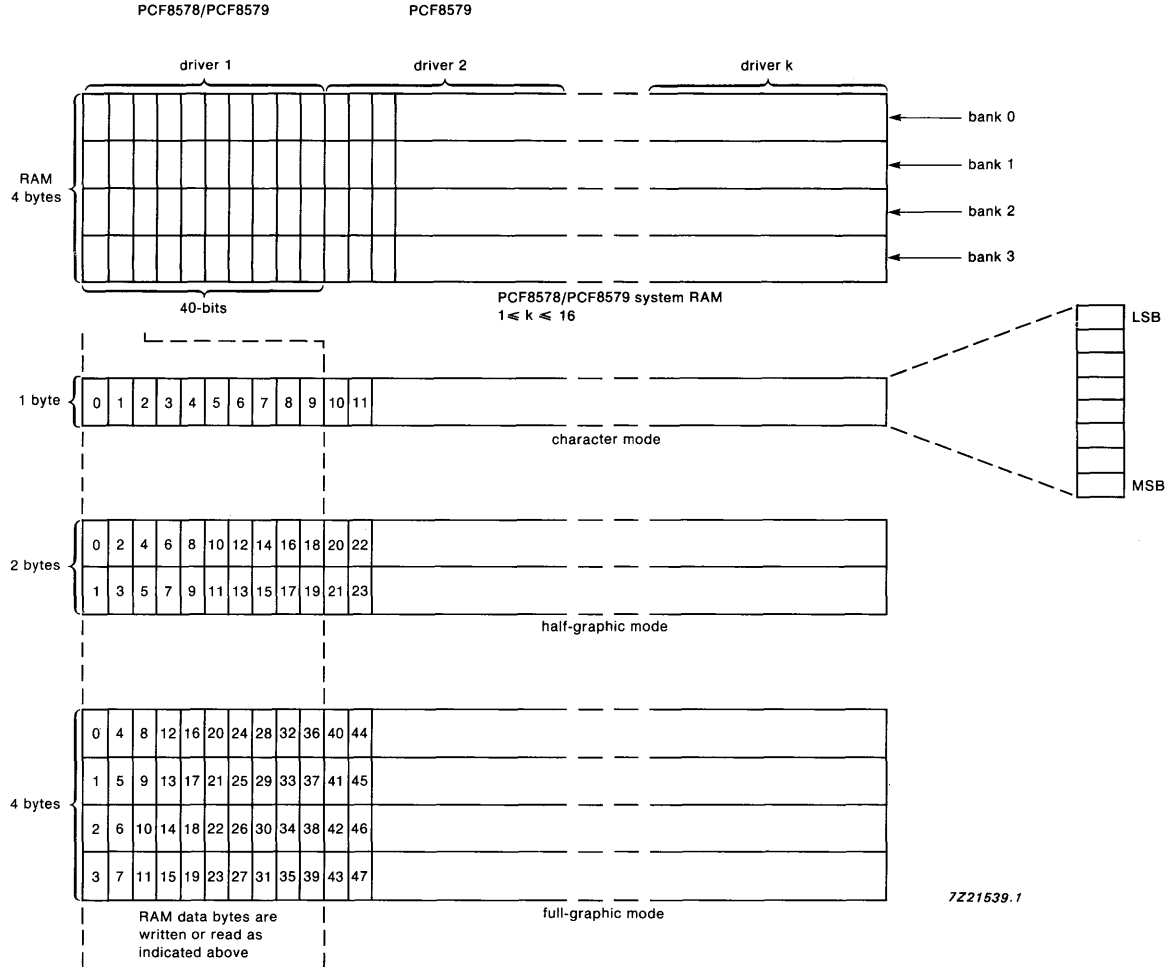 PCF8578/PCF8579 PCF8579
driver 1 driver 2 driver k
RAM
4 bytes
bank 0
bank 1
bank 2
bank 3
40-bits
PCF8578/PCF8579 system RAM
1 ⩽ k ⩽ 16
LSB
MSB
1 byte
0 1 2 3 4 5 6 7 8 9 10 11
character mode
2 bytes
0 2 4 6 8 10 12 14 16 18 20 22
1 3 5 7 9 11 13 15 17 19 21 23
half-graphic mode
4 bytes
0 4 8 12 16 20 24 28 32 36 40 44
1 5 9 13 17 21 25 29 33 37 41 45
2 6 10 14 18 22 26 30 34 38 42 46
3 7 11 15 19 23 27 31 35 39 43 47
full-graphic mode
7Z21539.1
RAM data bytes are
written or read as
indicated above